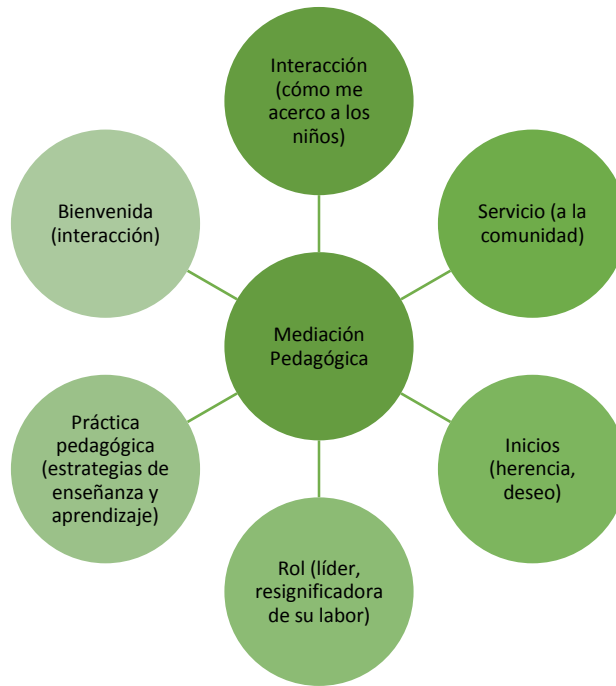 Interacción
(cómo me
acerco a los
niños)
Servicio (a la
comunidad)
Inicios
(herencia,
deseo)
Rol (líder,
resignificadora
de su labor)
Práctica
pedagógica
(estrategias de
enseñanza y
aprendizaje)
Bienvenida
(interacción)
Mediación
Pedagógica